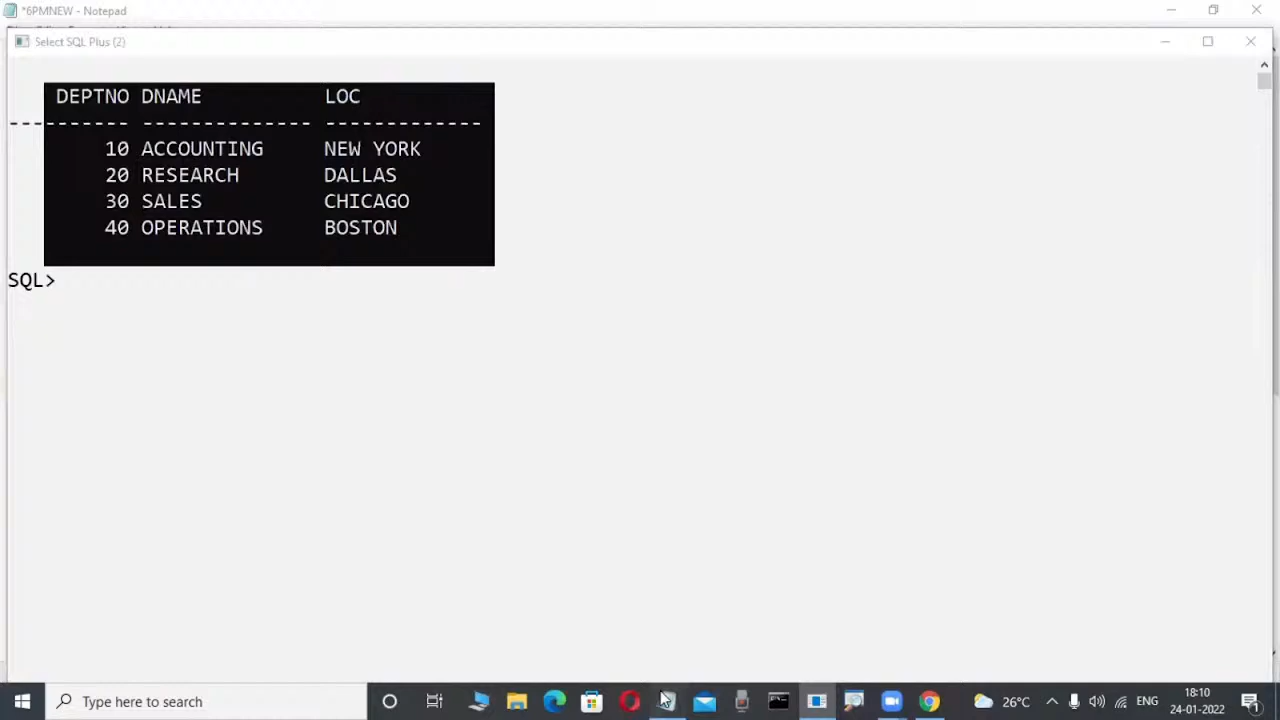 *6PMNEW - Notepad
Select SQL Plus (2)
DEPTNO DNAME LOC
---------- -------------- -------------
10 ACCOUNTING NEW YORK
20 RESEARCH DALLAS
30 SALES CHICAGO
40 OPERATIONS BOSTON
SQL>
Type here to search
26°C
ENG
18:10
24-01-2022
1